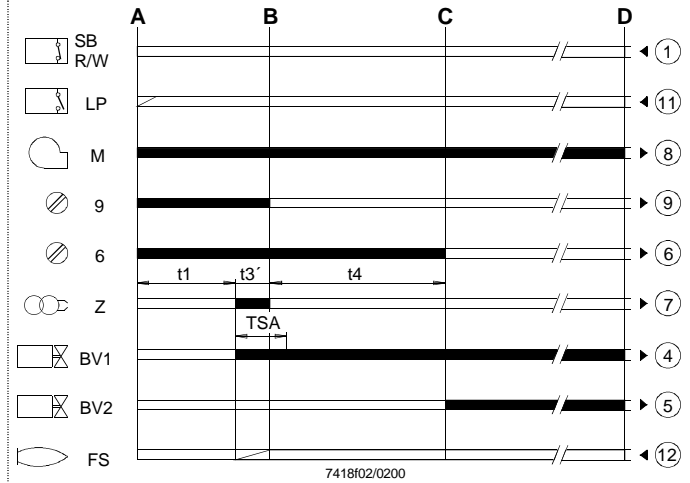 A B C D
SB
R/W
1
LP
11
M
8
9
9
6
6
t1 t3´ t4
Z
7
TSA
BV1
4
BV2
5
FS
12
7418f02/0200